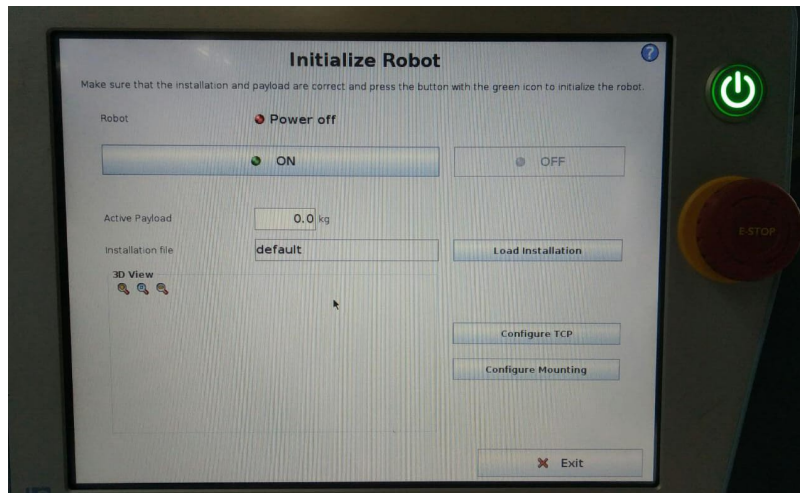 Initialize Robot
Make sure that the installation and payload are correct and press the button with the green icon to initialize the robot.
Robot
Power off
ON
OFF
Active Payload
0.0 kg
Installation file
default
Load Installation
3D View
Configure TCP
Configure Mounting
Exit
E-STOP
?